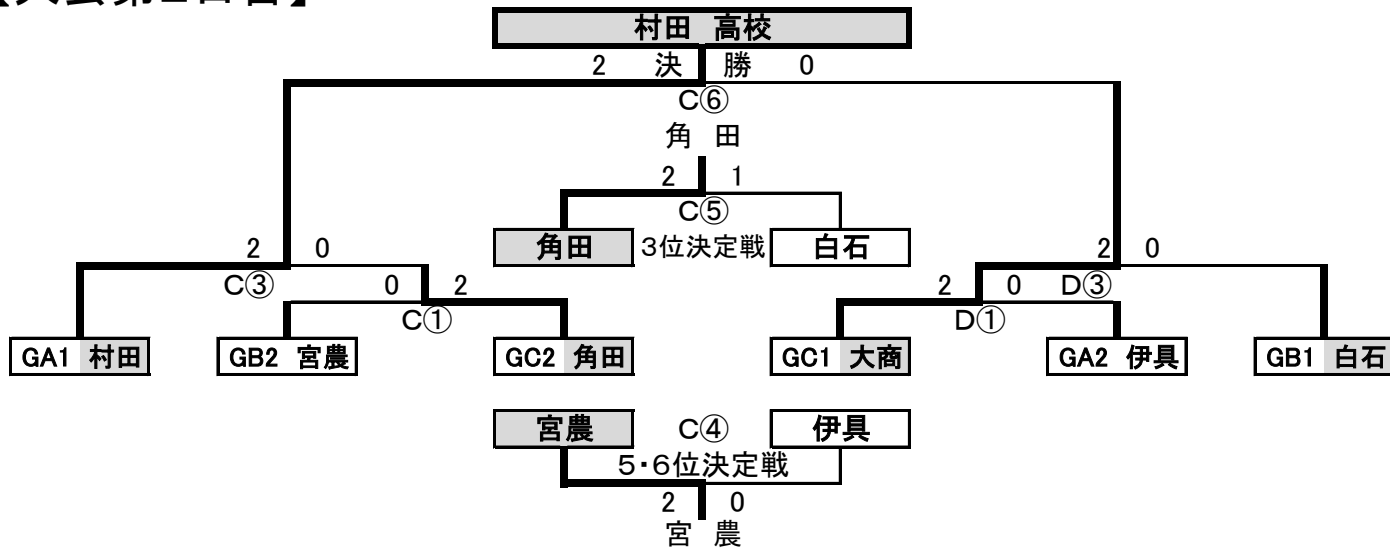 村田 高校
2 決 勝 0
C⑥
角 田
2 1
C⑤
角田 3位決定戦 白石
2 0 2 0
C③ 0 2 2 0 D③
C① D①
GA1 村田 GB2 宮農 GC2 角田 GC1 大商 GA2 伊具 GB1 白石
宮農 C④ 伊具
5・6位決定戦
2 0
宮 農